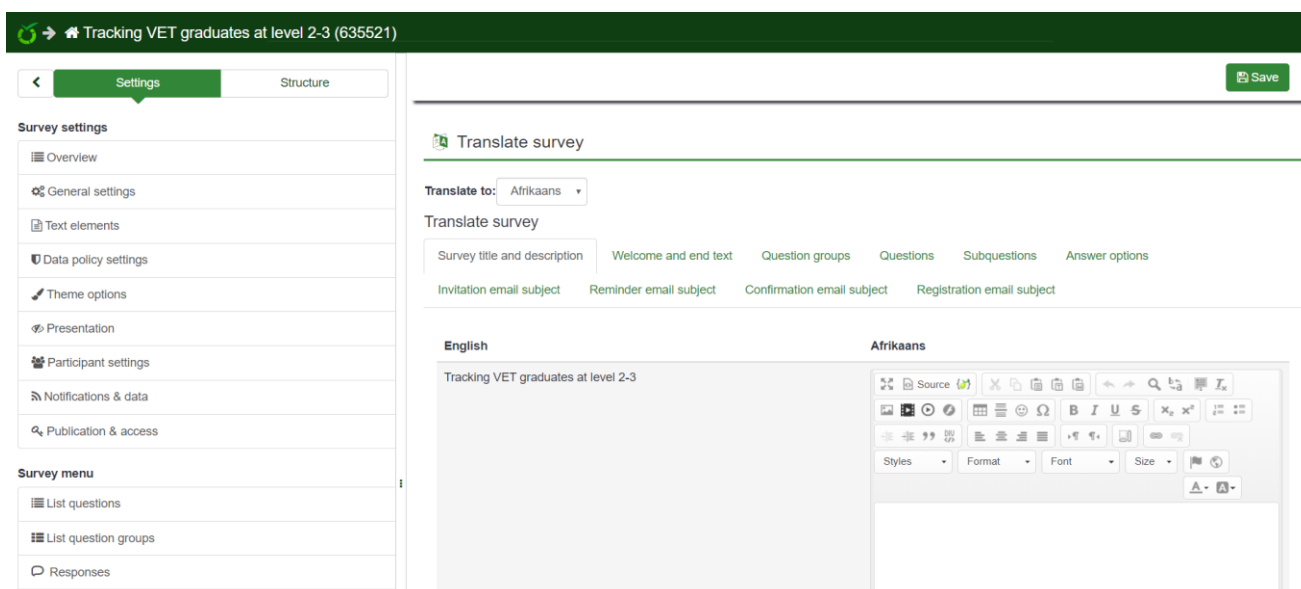 Tracking VET graduates at level 2-3 (635521)
Settings
Structure
Save
Survey settings
Overview
General settings
Text elements
Data policy settings
Theme options
Presentation
Participant settings
Notifications & data
Publication & access
Survey menu
List questions
List question groups
Responses
Translate survey
Translate to: Afrikaans
Translate survey
Survey title and description Welcome and end text Question groups Questions Subquestions Answer options
Invitation email subject Reminder email subject Confirmation email subject Registration email subject
English Afrikaans
Tracking VET graduates at level 2-3
Source
B I U S x₂ x²
Styles Format Font Size
A A